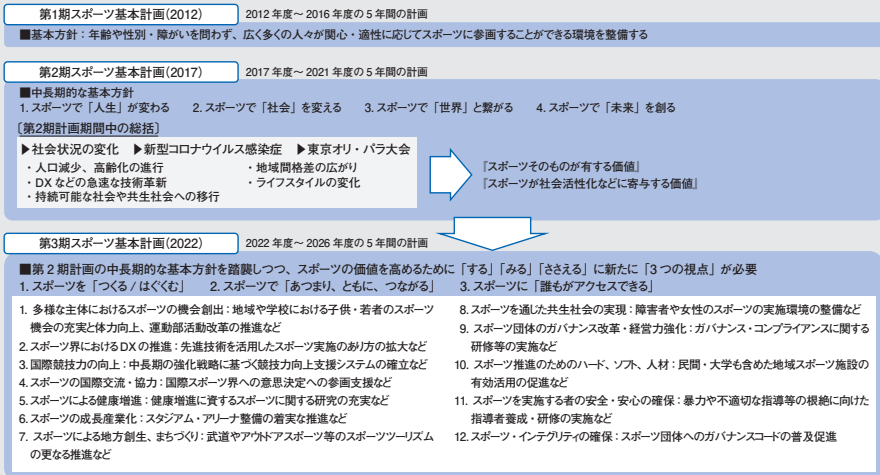 第1期スポーツ基本計画(2012)　2012年度～2016年度の5年間の計画
■基本方針：年齢や性別・障がいを問わず、広く多くの人々が関心・適性に応じてスポーツに参画することができる環境を整備する
第2期スポーツ基本計画(2017)　2017年度～2021年度の5年間の計画
■中長期的な基本方針
1. スポーツで「人生」が変わる　2. スポーツで「社会」を変える　3. スポーツで「世界」と繋がる　4. スポーツで「未来」を創る
〔第2期計画期間中の総括〕
▶社会状況の変化　▶新型コロナウイルス感染症　▶東京オリ・パラ大会
・人口減少、高齢化の進行　・地域間格差の広がり
・DXなどの急速な技術革新　・ライフスタイルの変化
・持続可能な社会や共生社会への移行
『スポーツそのものが有する価値』
『スポーツが社会活性化などに寄与する価値』
第3期スポーツ基本計画(2022)　2022年度～2026年度の5年間の計画
■第2期計画の中長期的な基本方針を踏襲しつつ、スポーツの価値を高めるために「する」「みる」「ささえる」に新たに「3つの視点」が必要
1. スポーツを「つくる/はぐくむ」　2. スポーツで「あつまり、ともに、つながる」　3. スポーツに「誰もがアクセスできる」
1. 多様な主体におけるスポーツの機会創出：地域や学校における子供・若者のスポーツ
機会の充実と体力向上、運動部活動改革の推進など
2. スポーツ界におけるDXの推進：先進技術を活用したスポーツ実施のあり方の拡大など
3. 国際競技力の向上：中長期の強化戦略に基づく競技力向上支援システムの確立など
4. スポーツの国際交流・協力：国際スポーツ界への意思決定への参画支援など
5. スポーツによる健康増進：健康増進に資するスポーツに関する研究の充実など
6. スポーツの成長産業化：スタジアム・アリーナ整備の着実な推進など
7. スポーツによる地方創生、まちづくり：武道やアウトドアスポーツ等のスポーツツーリズム
の更なる推進など
8. スポーツを通じた共生社会の実現：障害者や女性のスポーツの実施環境の整備など
9. スポーツ団体のガバナンス改革・経営力強化：ガバナンス・コンプライアンスに関する
研修等の実施など
10. スポーツ推進のためのハード、ソフト、人材：民間・大学も含めた地域スポーツ施設の
有効活用の促進など
11. スポーツを実施する者の安全・安心の確保：暴力や不適切な指導等の根絶に向けた
指導者養成・研修の実施など
12. スポーツ・インテグリティの確保：スポーツ団体へのガバナンスコードの普及促進